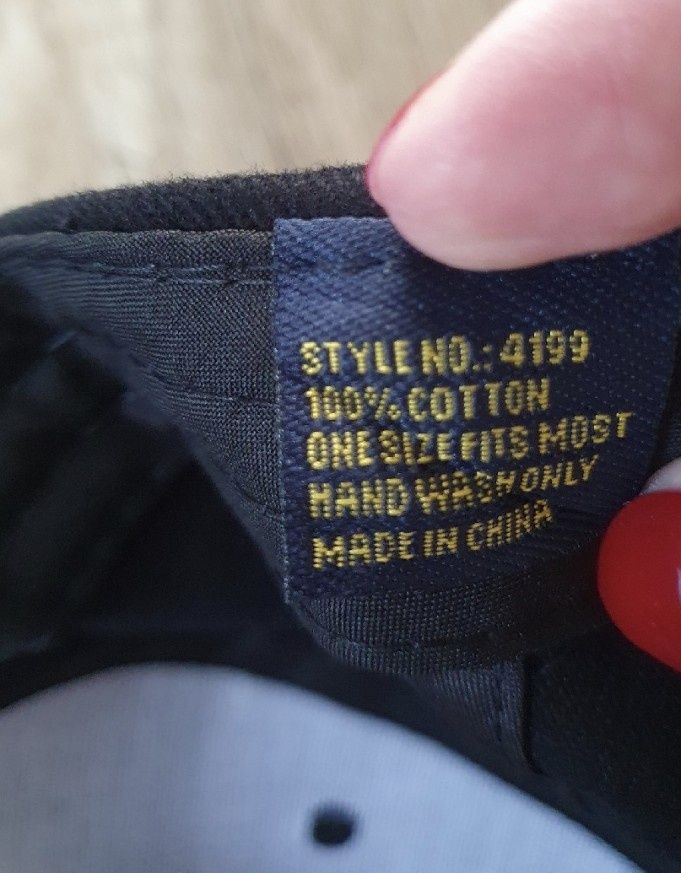 STYLE NO.: 4199
100% COTTON
ONE SIZE FITS MOST
HAND WASH ONLY
MADE IN CHINA